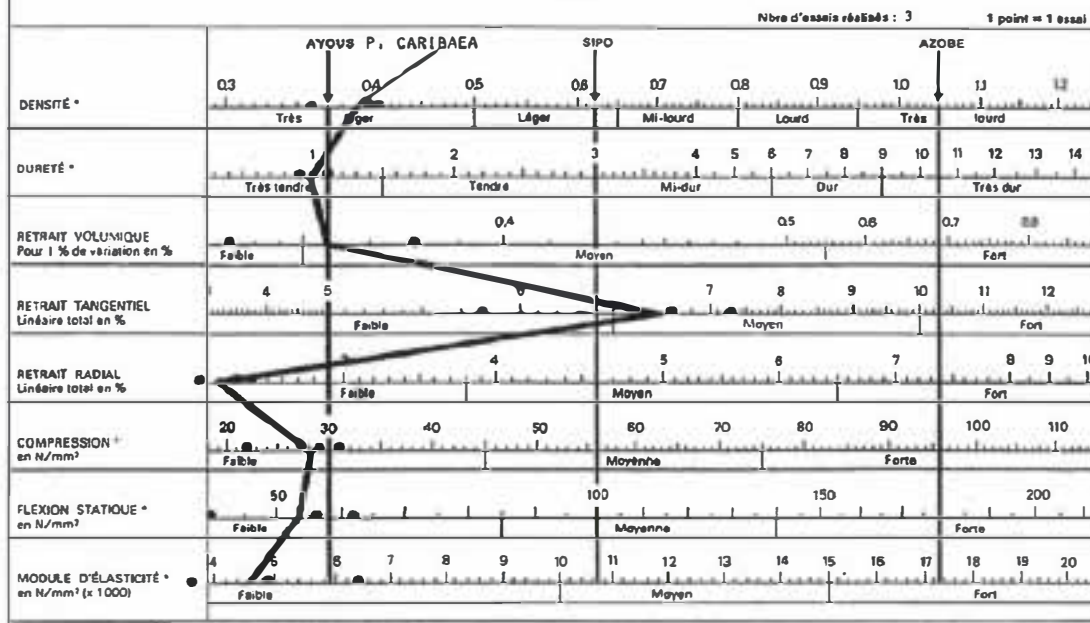 Nbre d'essais réalisés : 3 1 point = 1 essai
AYOUS P. CARIBAEA SIPO AZOBE
0,3 0,4 0,5 0,6 0,7 0,8 0,9 1,0 1,1 1,2
DENSITÉ *
Très léger Léger Mi-lourd Lourd Très lourd
1 2 3 4 5 6 7 8 9 10 11 12 13 14
DURETÉ *
Très tendre Tendre Mi-dur Dur Très dur
0,4 0,5 0,6 0,7 0,8
RETRAIT VOLUMIQUE
Pour 1 % de variation en %
Faible Moyen Fort
4 5 6 7 8 9 10 11 12
RETRAIT TANGENTIEL
Linéaire total en %
Faible Moyen Fort
4 5 6 7 8 9 10
RETRAIT RADIAL
Linéaire total en %
Faible Moyen Fort
20 30 40 50 60 70 80 90 100 110
COMPRESSION *
en N/mm²
Faible Moyenne Forte
50 100 150 200
FLEXION STATIQUE *
en N/mm²
Faible Moyenne Forte
4 6 7 8 9 10 11 12 13 14 15 16 17 18 19 20
MODULE D'ÉLASTICITÉ *
en N/mm² (x 1000)
Faible Moyen Fort